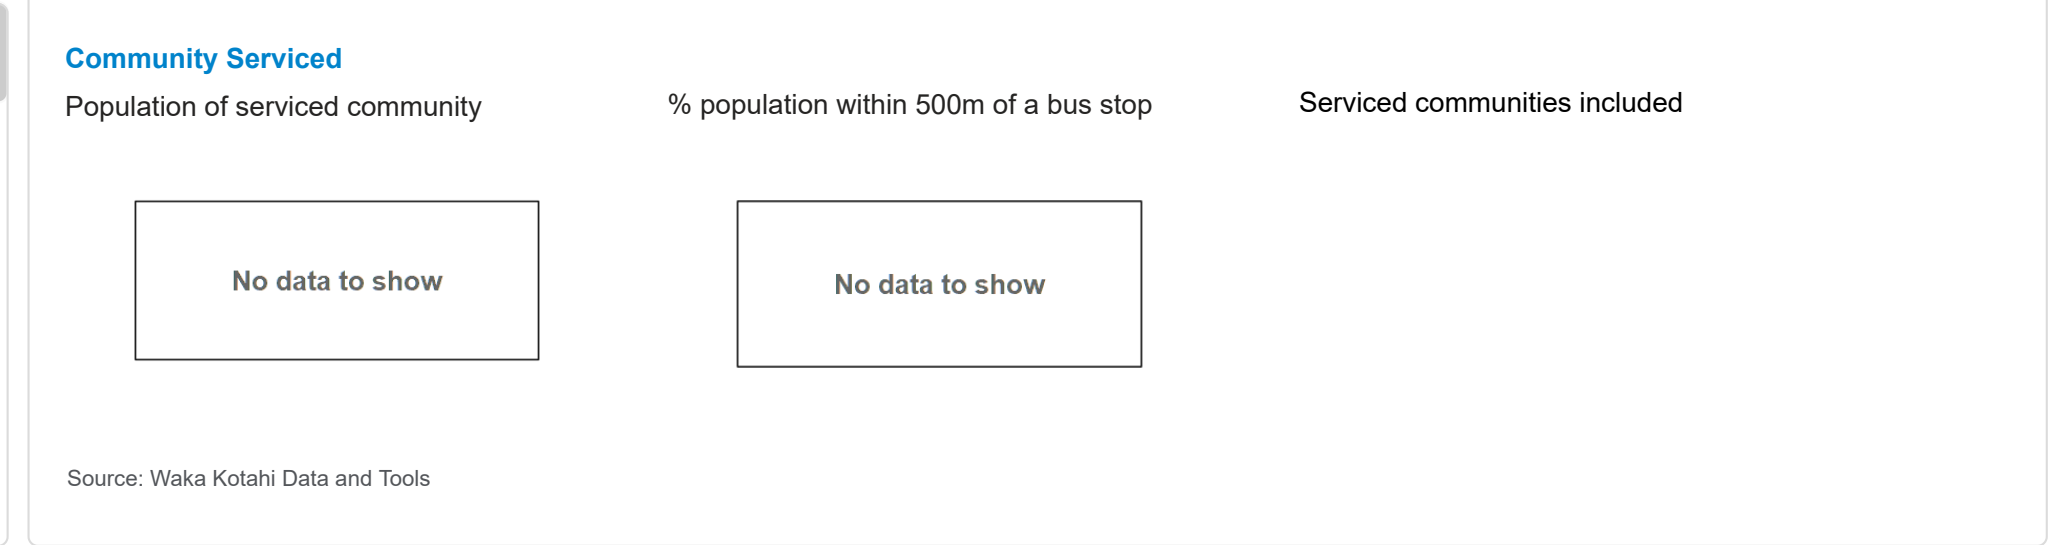 Community Serviced
Population of serviced community
% population within 500m of a bus stop
Serviced communities included
No data to show
No data to show
Source: Waka Kotahi Data and Tools